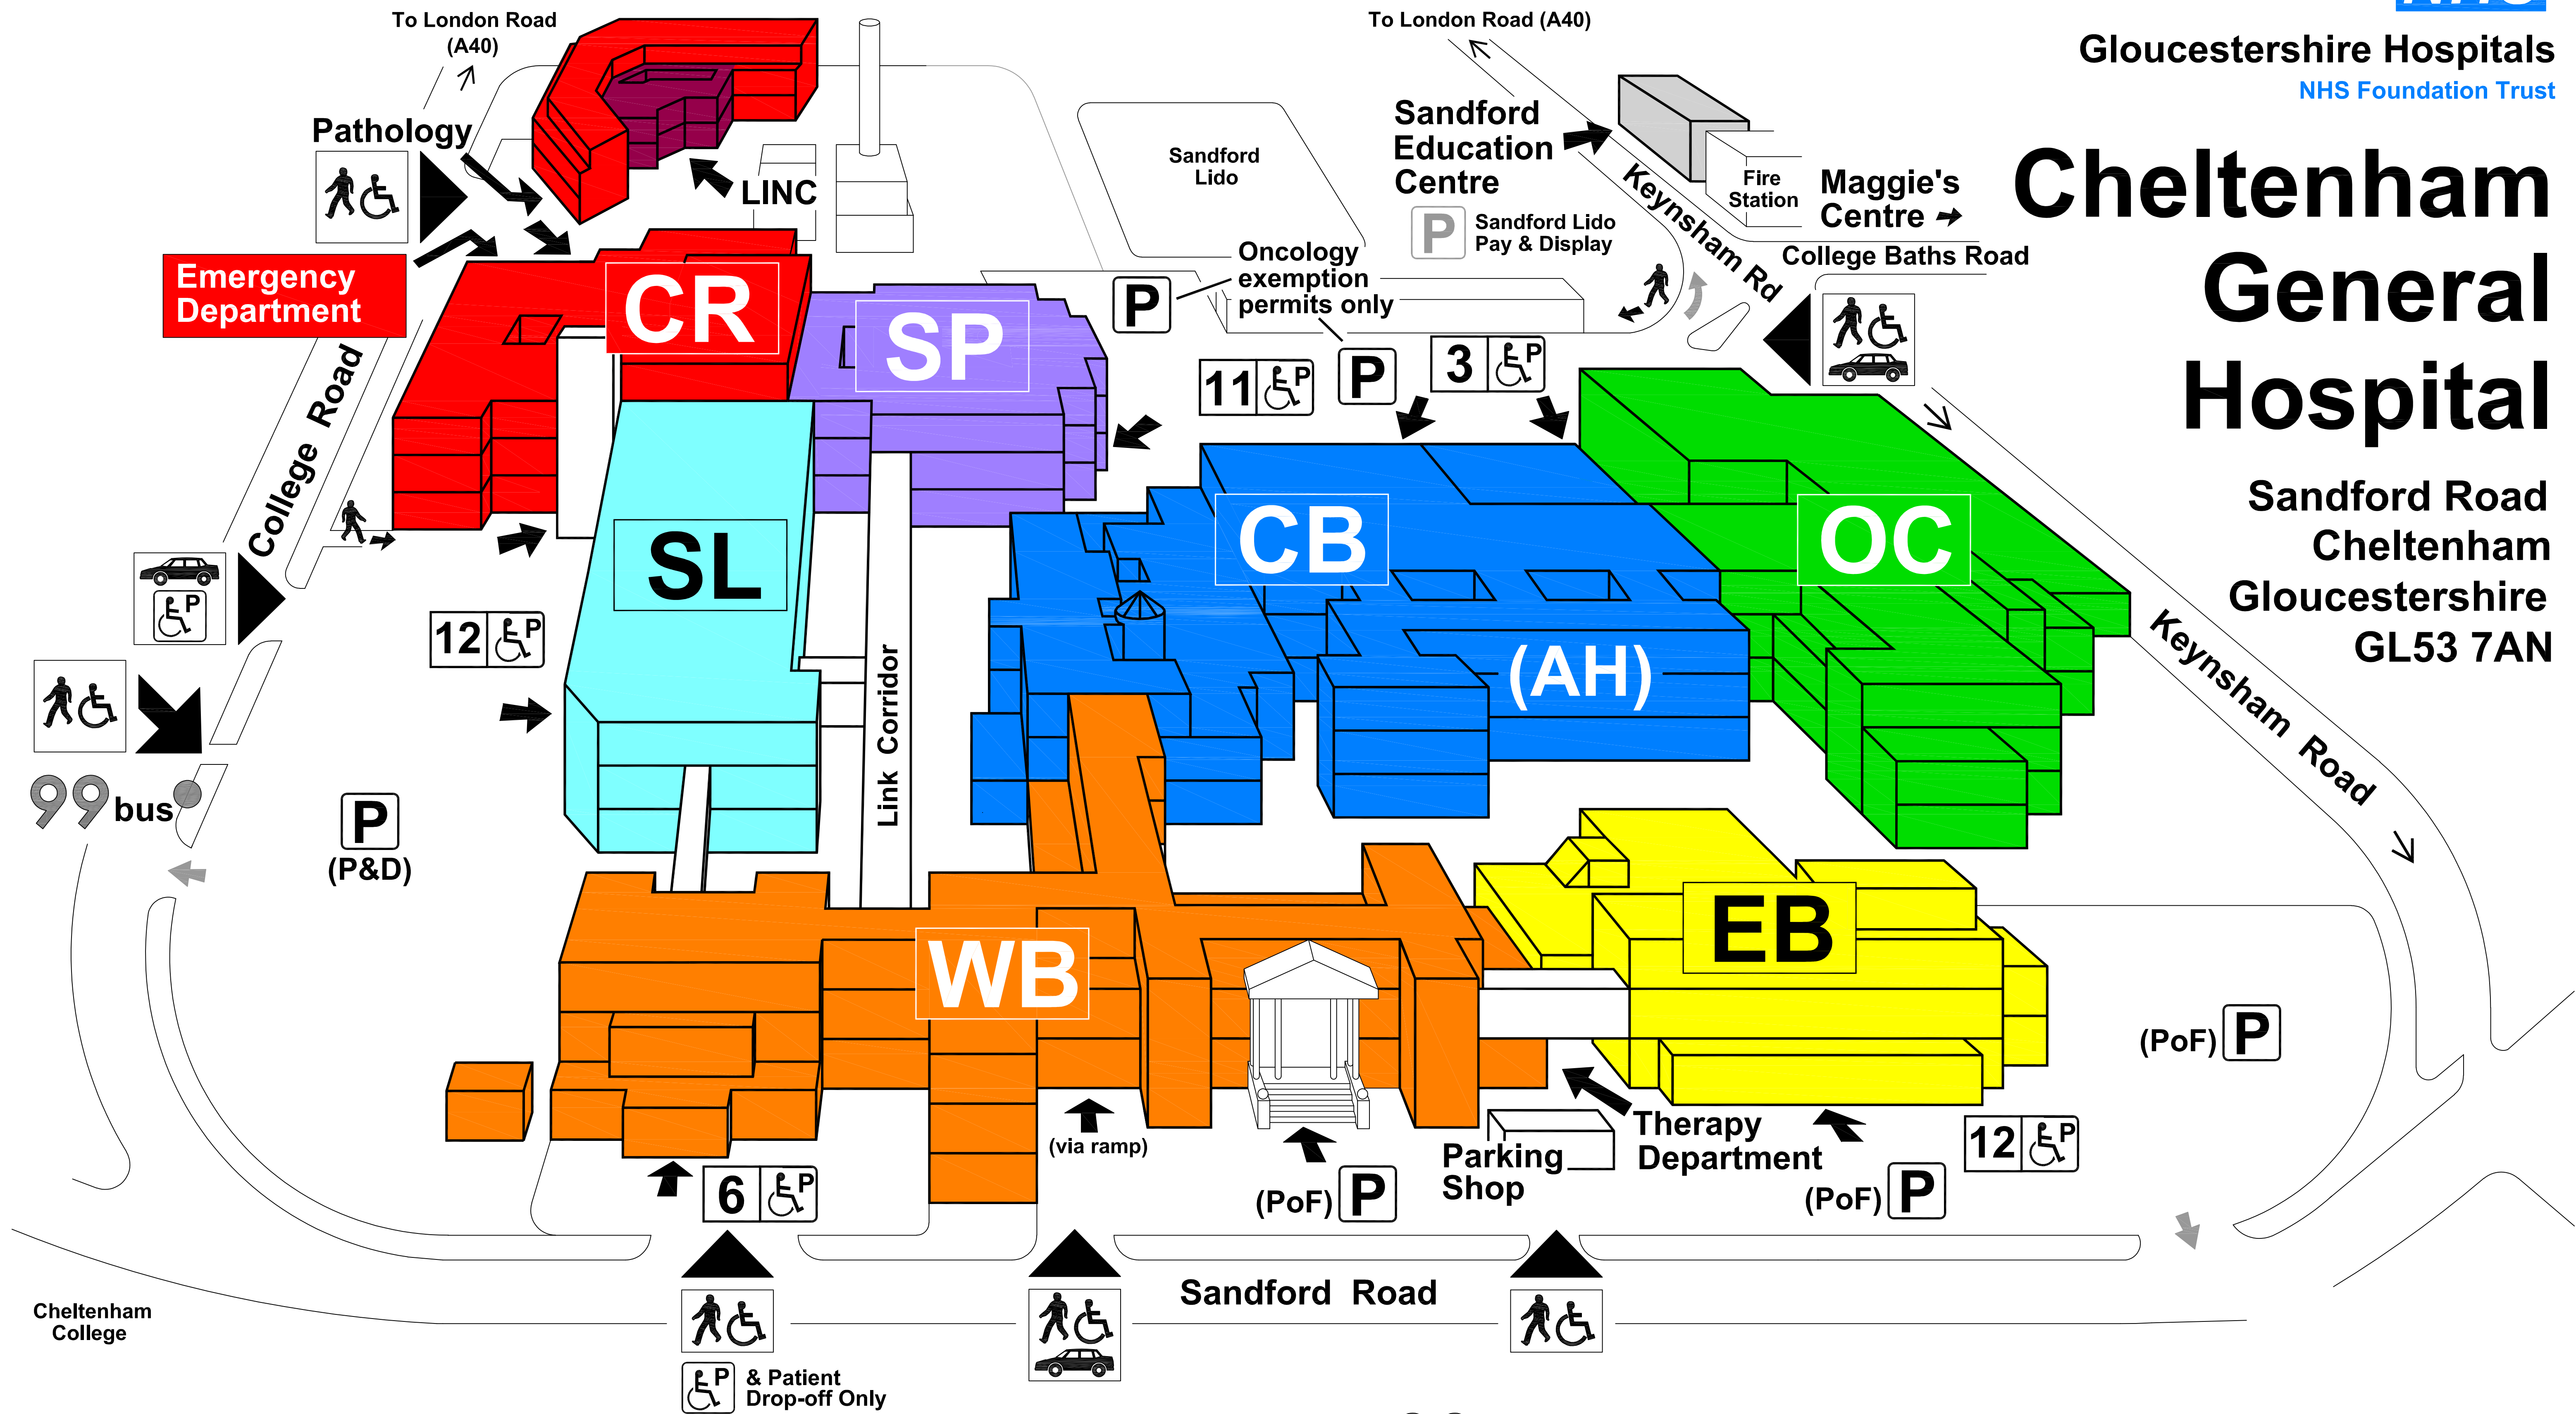 To London Road
(A40)
To London Road (A40)
NHS
Gloucestershire Hospitals
NHS Foundation Trust
Cheltenham
General
Hospital
Sandford Road
Cheltenham
Gloucestershire
GL53 7AN
Pathology
LINC
Emergency
Department
College Road
CR
SP
SL
Sandford
Lido
Sandford
Education
Centre
P
Sandford Lido
Pay & Display
Keynsham Rd
Fire
Station
Maggie's
Centre
College Baths Road
Oncology
exemption
permits only
P
P
11 P
3 P
CB
(AH)
OC
Keynsham Road
P
12 P
99 bus
P
(P&D)
Link Corridor
WB
EB
(PoF) P
(via ramp)
6 P
(PoF) P
Parking
Shop
Therapy
Department
(PoF) P
12 P
Sandford Road
Cheltenham
College
P & Patient
Drop-off Only